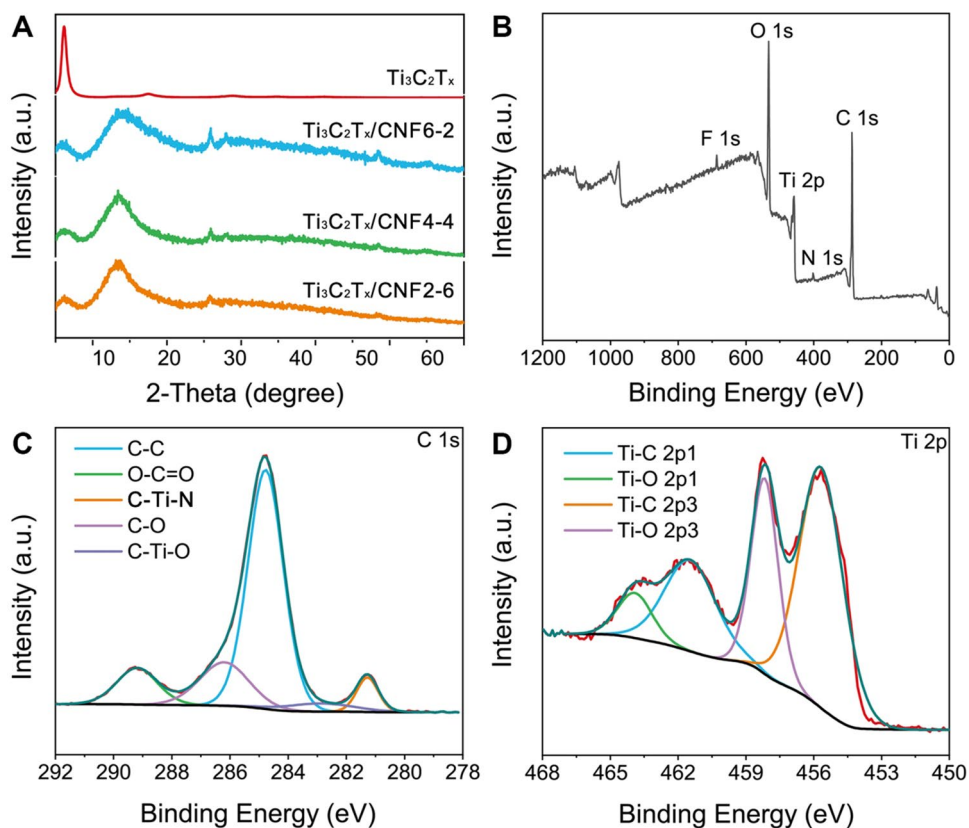 A
Intensity (a.u.)
Ti₃C₂Tₓ
Ti₃C₂Tₓ/CNF6-2
Ti₃C₂Tₓ/CNF4-4
Ti₃C₂Tₓ/CNF2-6
10 20 30 40 50 60
2-Theta (degree)
B
Intensity (a.u.)
O 1s
C 1s
F 1s
Ti 2p
N 1s
1200 1000 800 600 400 200 0
Binding Energy (eV)
C
C 1s
Intensity (a.u.)
C-C
O-C=O
C-Ti-N
C-O
C-Ti-O
292 290 288 286 284 282 280 278
Binding Energy (eV)
D
Ti 2p
Intensity (a.u.)
Ti-C 2p1
Ti-O 2p1
Ti-C 2p3
Ti-O 2p3
468 465 462 459 456 453 450
Binding Energy (eV)